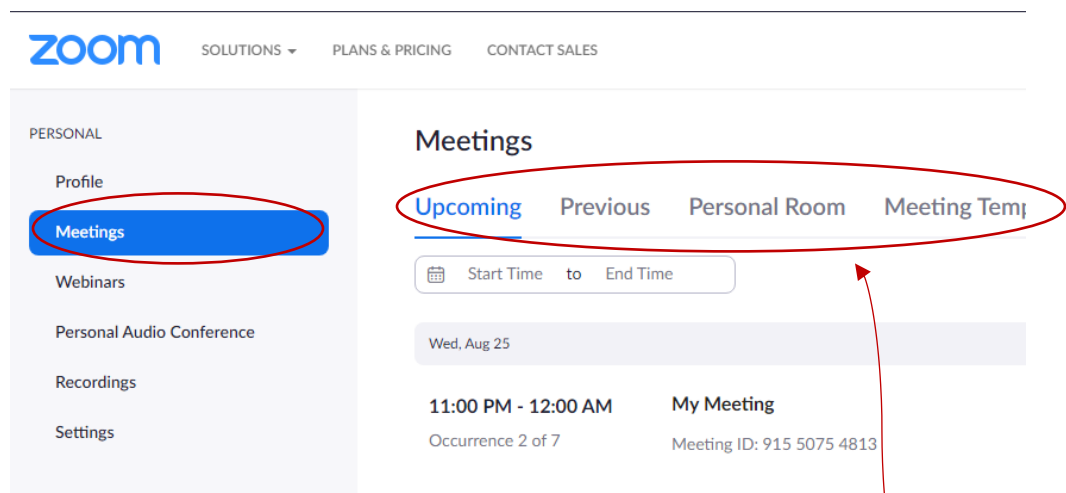 zoom SOLUTIONS PLANS & PRICING CONTACT SALES
PERSONAL
Profile
Meetings
Webinars
Personal Audio Conference
Recordings
Settings
Meetings
Upcoming Previous Personal Room Meeting Temp
Start Time to End Time
Wed, Aug 25
11:00 PM - 12:00 AM My Meeting
Occurrence 2 of 7 Meeting ID: 915 5075 4813